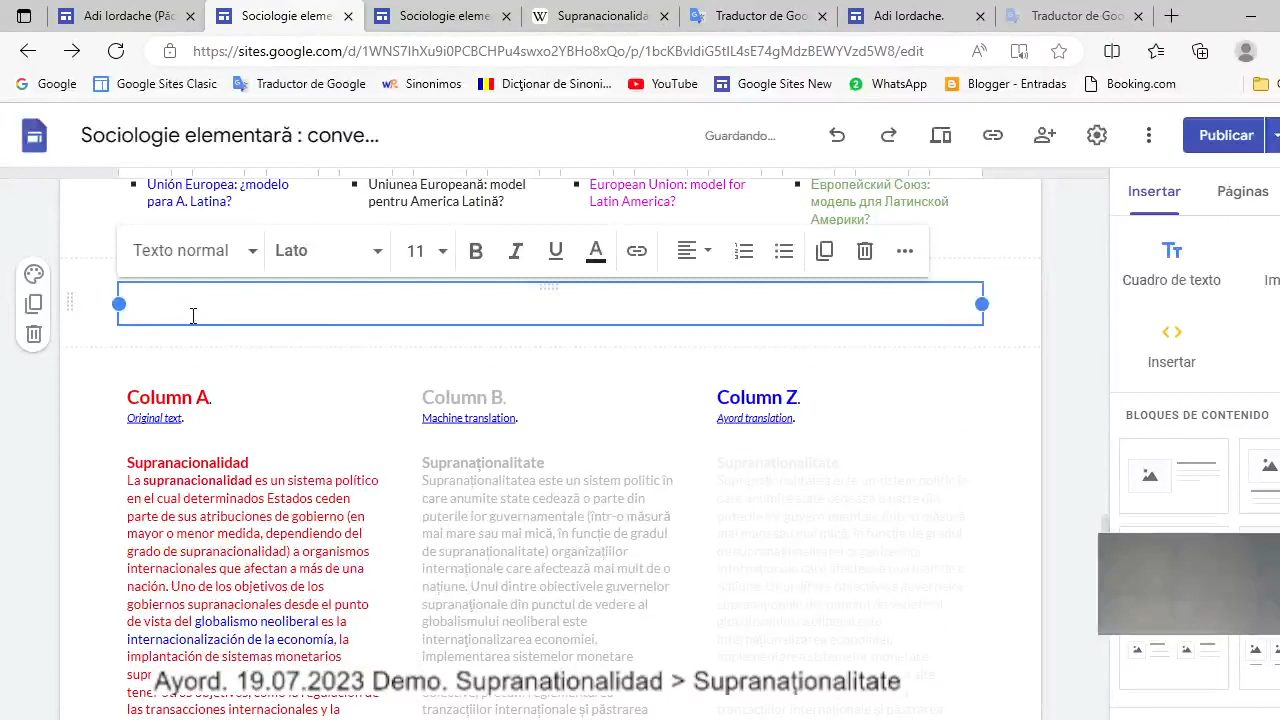 Adi Iordache (Pác
Sociologie eleme
Sociologie eleme
Supranacionalida
Traductor de Goo
Adi Iordache.
Traductor de Goo
https://sites.google.com/d/1WNS7lhXu9i0PCBCHPu4swxo2YBHo8xQo/p/1bcKBvldiG5tIL4sE74gMdzBEWYVzd5W8/edit
Google
Google Sites Clasic
Traductor de Google
Sinonimos
Dicţionar de Sinoni...
YouTube
Google Sites New
WhatsApp
Blogger - Entradas
Booking.com
Sociologie elementară : conve...
Guardando...
Publicar
Unión Europea: ¿modelo
para A. Latina?
Uniunea Europeană: model
pentru America Latină?
European Union: model for
Latin America?
Европейский Союз:
модель для Латинской
Америки?
Insertar
Páginas
Texto normal
Lato
11
B I U A
Tт
Cuadro de texto
Im
Insertar
BLOQUES DE CONTENIDO
Column A.
Original text.
Supranacionalidad
La supranacionalidad es un sistema político
en el cual determinados Estados ceden
parte de sus atribuciones de gobierno (en
mayor o menor medida, dependiendo del
grado de supranacionalidad) a organismos
internacionales que afectan a más de una
nación. Uno de los objetivos de los
gobiernos supranacionales desde el punto
de vista del globalismo neoliberal es la
internacionalización de la economía, la
implantación de sistemas monetarios
las transacciones internacionales y la
Column B.
Machine translation.
Supranaționalitate
Supranaționalitatea este un sistem politic în
care anumite state cedează o parte din
puterile lor guvernamentale (într-o măsură
mai mare sau mai mică, în funcție de gradul
de supranaționalitate) organizațiilor
internaționale care afectează mai mult de o
națiune. Unul dintre obiectivele guvernelor
supranaționale din punctul de vedere al
globalismului neoliberal este
internaționalizarea economiei,
implementarea sistemelor monetare
tranzacțiilor internaționale și păstrarea
Column Z.
Ayord translation.
Supranaționalitate
Ayord. 19.07.2023 Demo. Supranationalidad > Supranaţionalitate